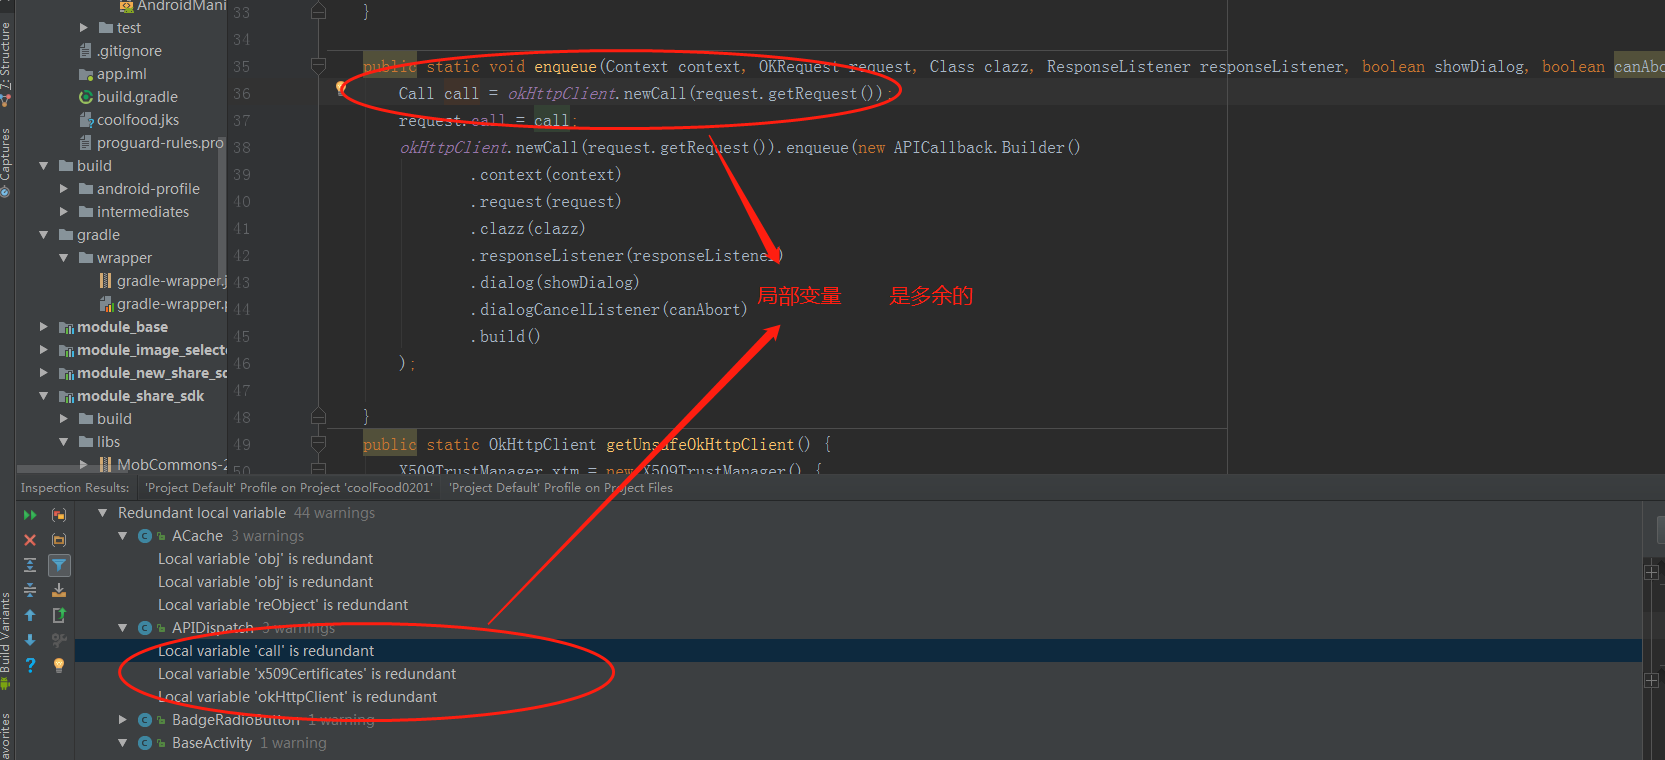 AndroidMani
test
.gitignore
app.iml
build.gradle
coolfood.jks
proguard-rules.pro
build
android-profile
intermediates
gradle
wrapper
gradle-wrapper.j
gradle-wrapper.p
module_base
module_image_selecto
module_new_share_sd
module_share_sdk
build
libs
MobCommons-2
Z: Structure
Captures
Build Variants
avorites
33 }
34
35 public static void enqueue(Context context, OKRequest request, Class clazz, ResponseListener responseListener, boolean showDialog, boolean canAbo
36 Call call = okHttpClient.newCall(request.getRequest());
37 request.call = call;
38 okHttpClient.newCall(request.getRequest()).enqueue(new APICallback.Builder()
39 .context(context)
40 .request(request)
41 .clazz(clazz)
42 .responseListener(responseListener)
43 .dialog(showDialog)
局部变量 是多余的
44 .dialogCancelListener(canAbort)
45 .build()
46 );
47
48 }
49 public static OkHttpClient getUnsafeOkHttpClient() {
50 X509TrustManager xtm = new X509TrustManager() {
Inspection Results: 'Project Default' Profile on Project 'coolFood0201' 'Project Default' Profile on Project Files
Redundant local variable 44 warnings
ACache 3 warnings
Local variable 'obj' is redundant
Local variable 'obj' is redundant
Local variable 'reObject' is redundant
APIDispatch 3 warnings
Local variable 'call' is redundant
Local variable 'x509Certificates' is redundant
Local variable 'okHttpClient' is redundant
BadgeRadioButton 1 warning
BaseActivity 1 warning